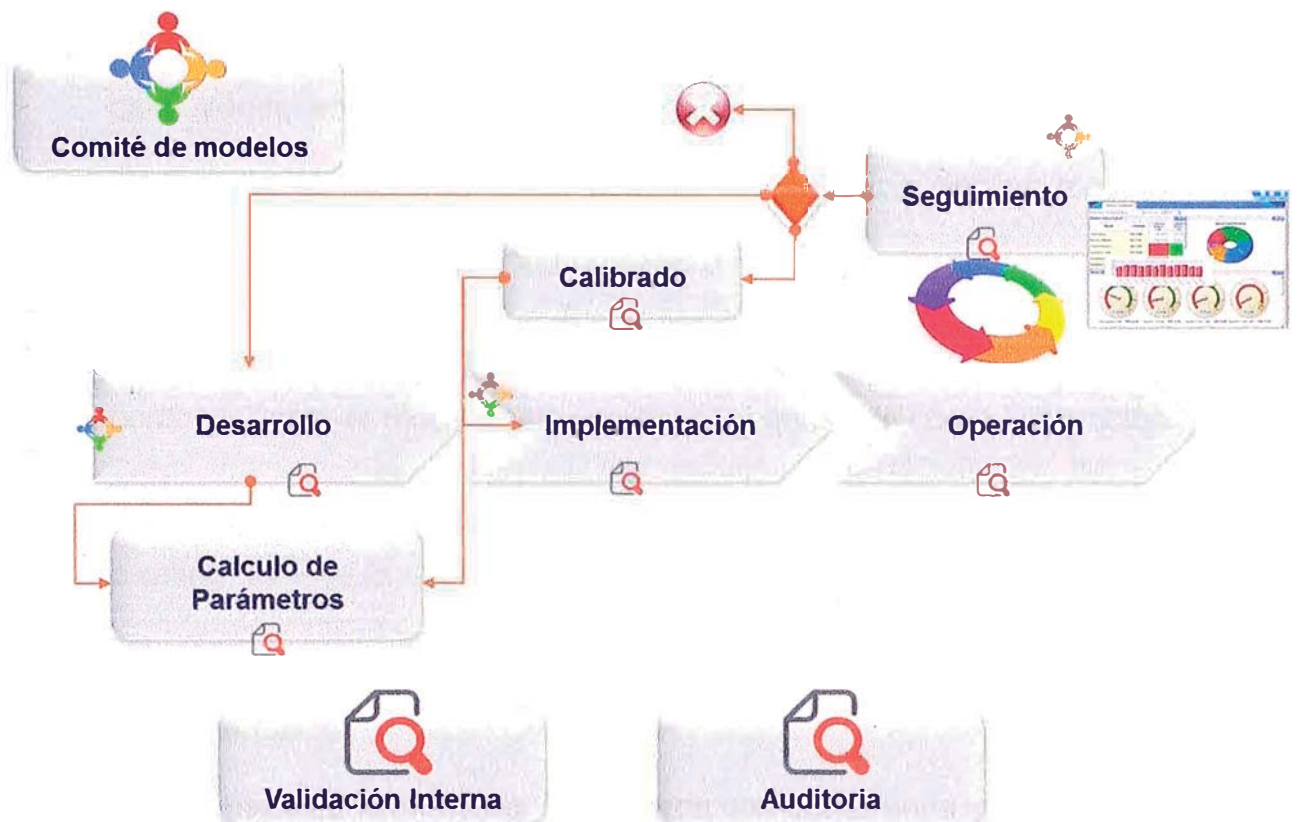 Comité de modelos
Seguimiento
Calibrado
Desarrollo
Implementación
Operación
Calculo de
Parámetros
Validación Interna
Auditoria